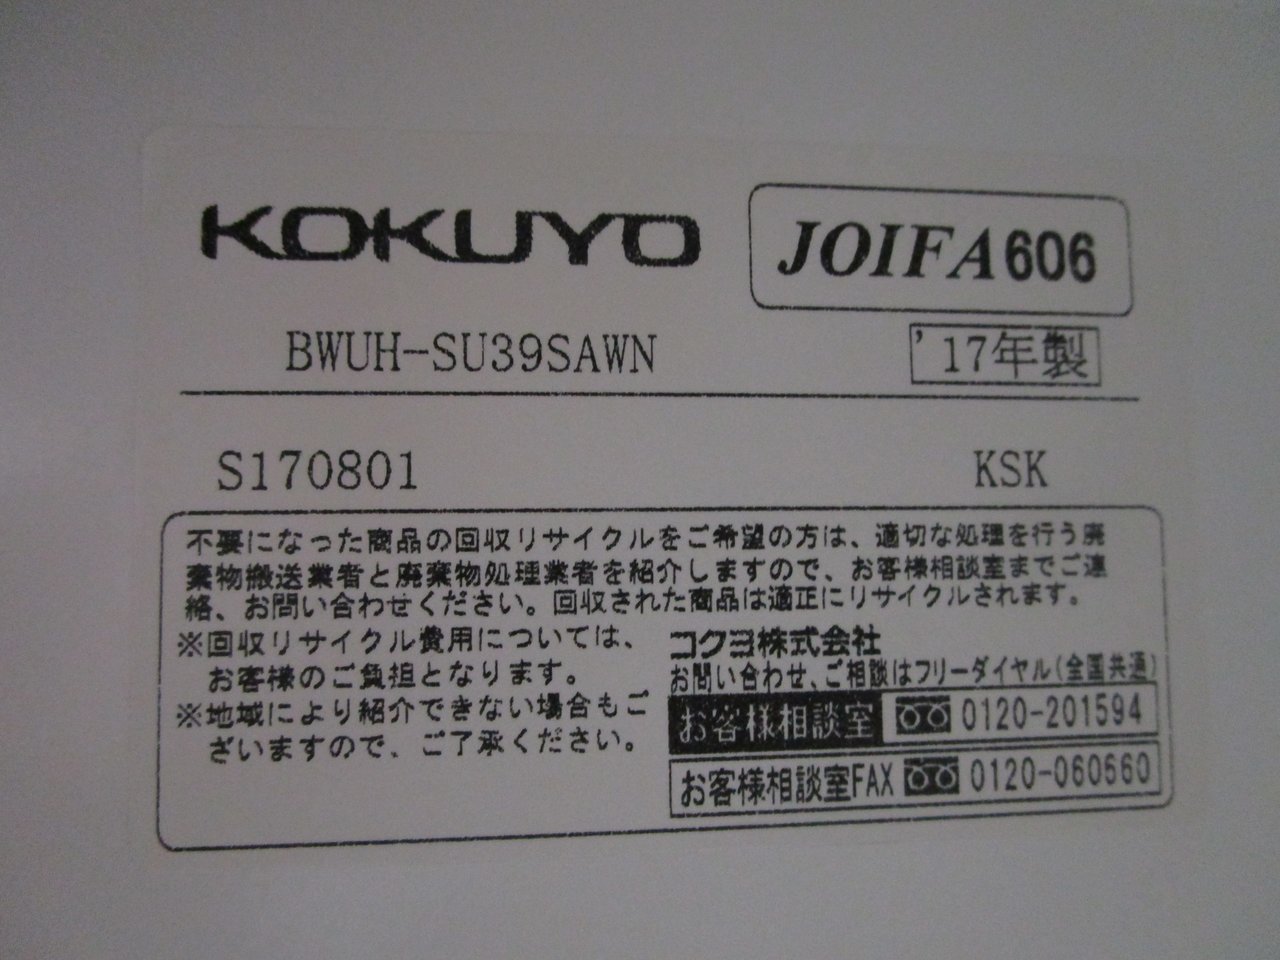 KOKUYO
JOIFA606
BWUH-SU39SAWN
'17年製
S170801
KSK
不要になった商品の回収リサイクルをご希望の方は、適切な処理を行う廃
棄物搬送業者と廃棄物処理業者を紹介しますので、お客様相談室までご連
絡、お問い合わせください。回収された商品は適正にリサイクルされます。
※回収リサイクル費用については、
お客様のご負担となります。
※地域により紹介できない場合もご
ざいますので、ご了承ください。
コクヨ株式会社
お問い合わせ、ご相談はフリーダイヤル(全国共通)
お客様相談室 0120-201594
お客様相談室FAX 0120-060660